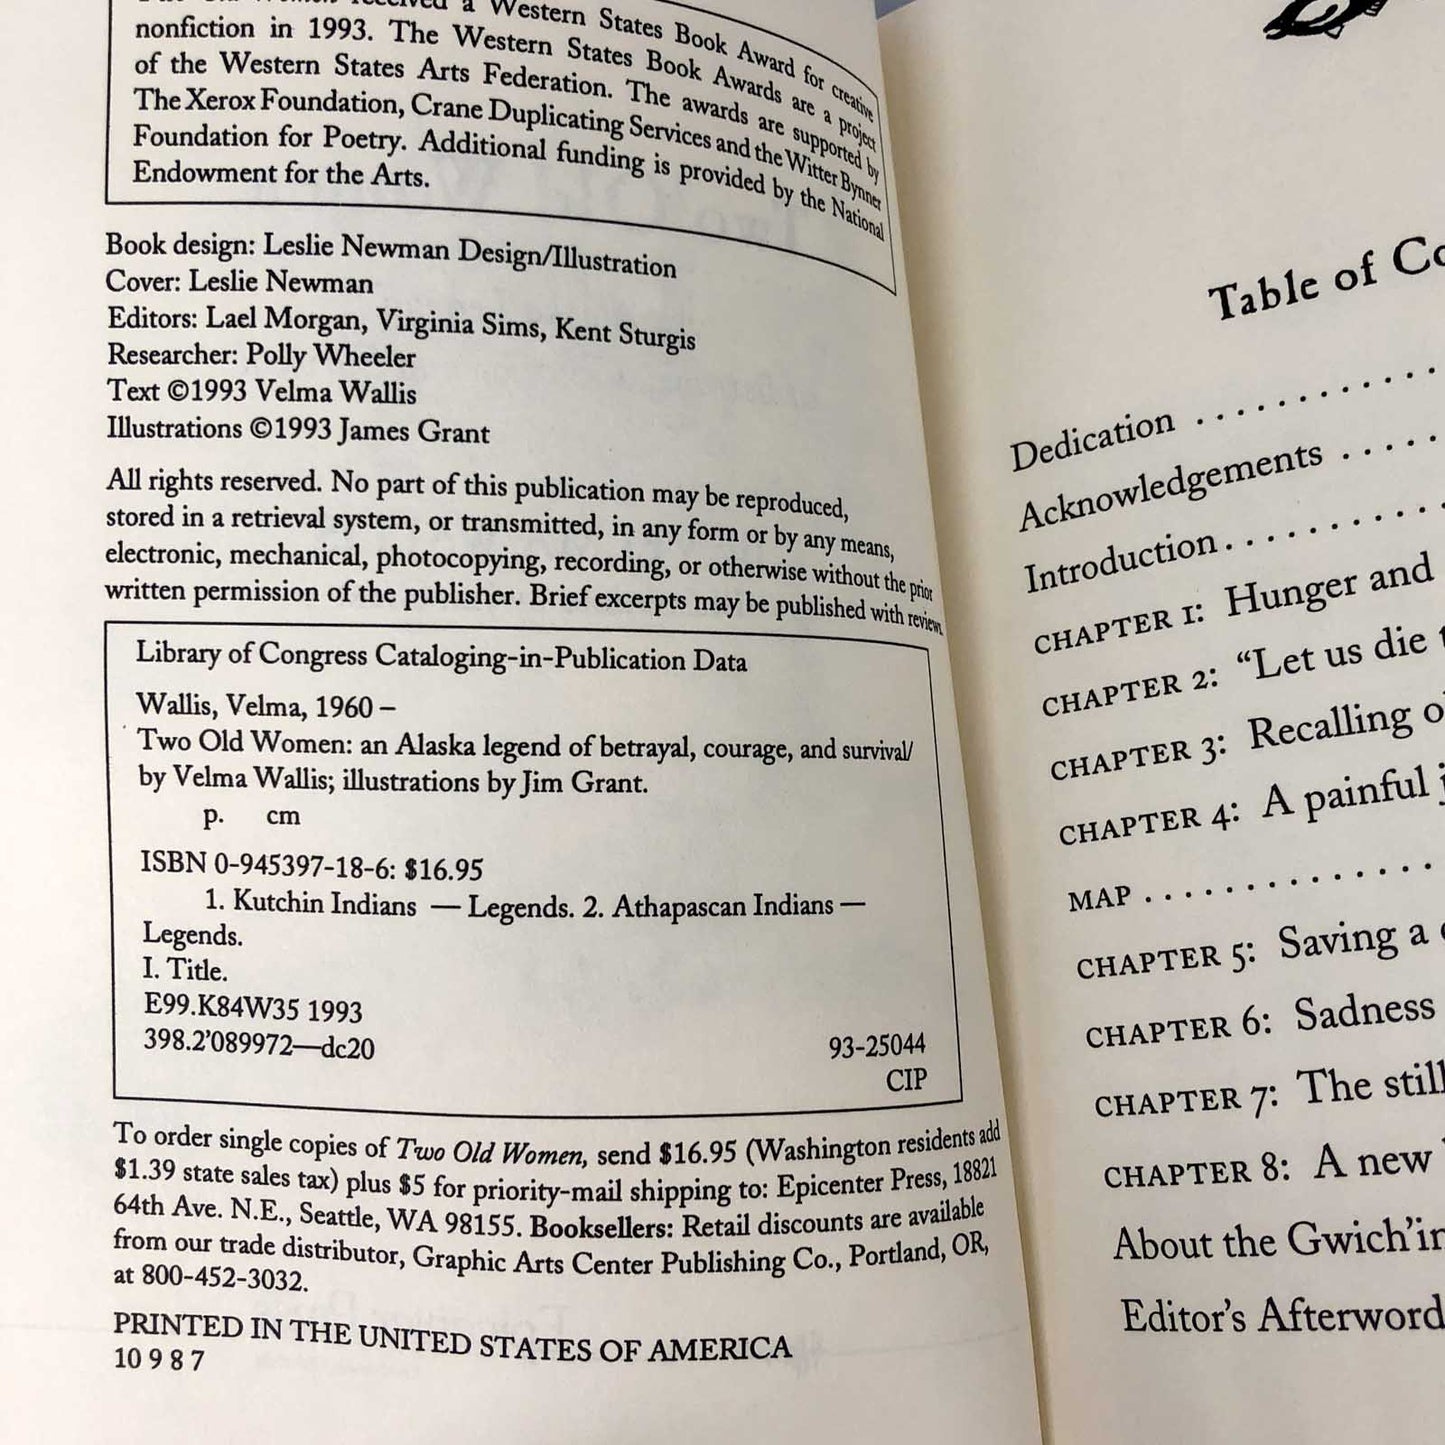 Old Women received a Western States Book Award for creative
nonfiction in 1993. The Western States Book Awards are a project
of the Western States Arts Federation. The awards are supported by
The Xerox Foundation, Crane Duplicating Services and the Witter Bynner
Foundation for Poetry. Additional funding is provided by the National
Endowment for the Arts.
Book design: Leslie Newman Design/Illustration
Cover: Leslie Newman
Editors: Lael Morgan, Virginia Sims, Kent Sturgis
Researcher: Polly Wheeler
Text ©1993 Velma Wallis
Illustrations ©1993 James Grant
All rights reserved. No part of this publication may be reproduced,
stored in a retrieval system, or transmitted, in any form or by any means,
electronic, mechanical, photocopying, recording, or otherwise without the prior
written permission of the publisher. Brief excerpts may be published with reviews.
Library of Congress Cataloging-in-Publication Data
Wallis, Velma, 1960 –
Two Old Women: an Alaska legend of betrayal, courage, and survival/
by Velma Wallis; illustrations by Jim Grant.
p. cm
ISBN 0-945397-18-6: $16.95
1. Kutchin Indians — Legends. 2. Athapascan Indians —
Legends.
I. Title.
E99.K84W35 1993
398.2'089972—dc20 93-25044
CIP
To order single copies of Two Old Women, send $16.95 (Washington residents add
$1.39 state sales tax) plus $5 for priority-mail shipping to: Epicenter Press, 18821
64th Ave. N.E., Seattle, WA 98155. Booksellers: Retail discounts are available
from our trade distributor, Graphic Arts Center Publishing Co., Portland, OR,
at 800-452-3032.
PRINTED IN THE UNITED STATES OF AMERICA
10 9 8 7
Table of Co
Dedication . . . . . . . . . . . .
Acknowledgements . . . . .
Introduction . . . . . . . . . .
CHAPTER 1: Hunger and
CHAPTER 2: “Let us die t
CHAPTER 3: Recalling o
CHAPTER 4: A painful j
MAP . . . . . . . . . . . . .
CHAPTER 5: Saving a
CHAPTER 6: Sadness
CHAPTER 7: The still
CHAPTER 8: A new
About the Gwich’in
Editor’s Afterword